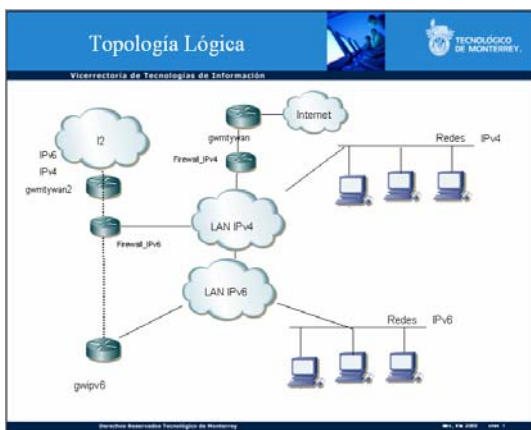 Topología Lógica
TECNOLÓGICO
DE MONTERREY.
Vicerrectoría de Tecnologías de Información
I2
IPv6
IPv4
gwmtywan2
Firewall_IPv6
gwmtywan
Internet
Firewall_IPv4
Redes IPv4
LAN IPv4
LAN IPv6
gwipv6
Redes IPv6
Derechos Reservados Tecnológico de Monterrey